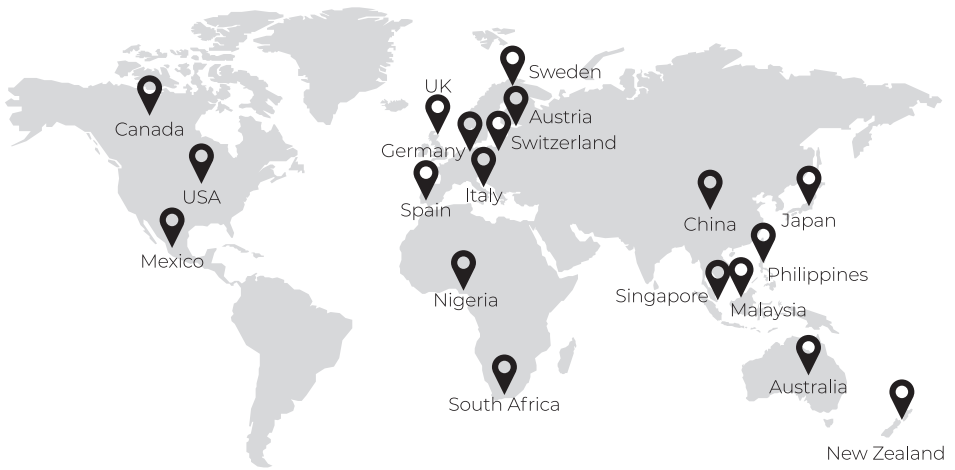 Sweden
UK
Austria
Canada
Switzerland
Germany
USA
Italy
Spain
China
Japan
Mexico
Philippines
Singapore
Nigeria
Malaysia
Australia
South Africa
New Zealand